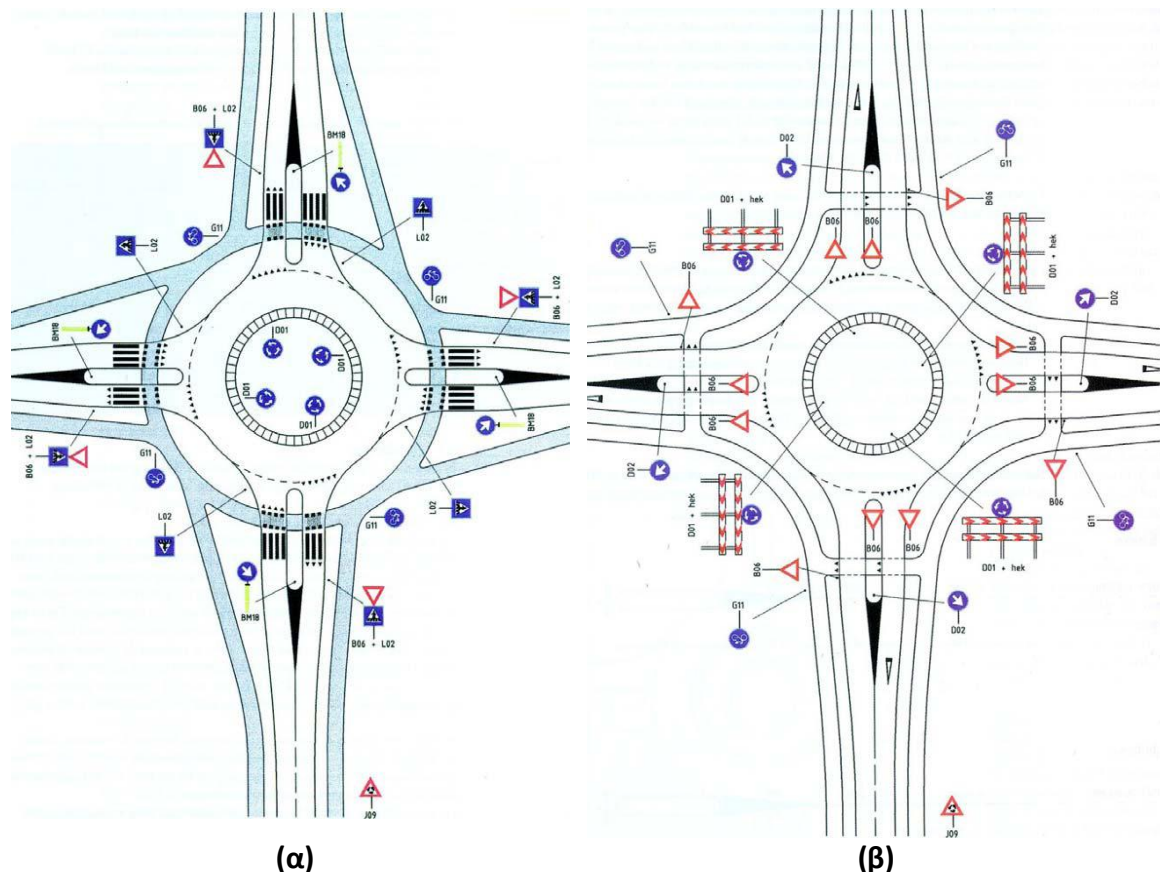 B06 + L02
BM18
L02
L02
G11
G11
B06 + L02
BM18
D01
D01
D01
D01
BM18
B06 + L02
G11
G11
L02
L02
BM18
B06 + L02
J09
(α)
D02
G11
D01 + hek
B06
B06
B06
D01 + hek
G11
B06
D02
B06
B06
B06
B06
D02
B06
G11
D01 + hek
B06
B06
D01 + hek
B06
G11
D02
J09
(β)